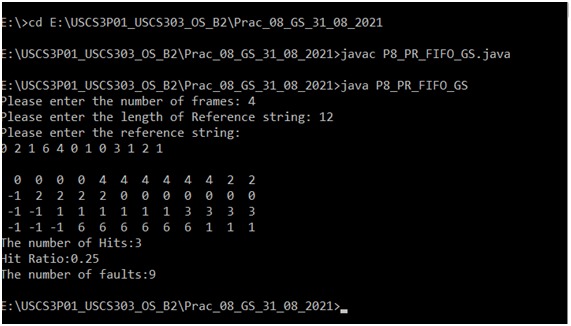 E:\>cd E:\USCS3P01_USCS303_OS_B2\Prac_08_GS_31_08_2021
E:\USCS3P01_USCS303_OS_B2\Prac_08_GS_31_08_2021>javac P8_PR_FIFO_GS.java
E:\USCS3P01_USCS303_OS_B2\Prac_08_GS_31_08_2021>java P8_PR_FIFO_GS
Please enter the number of frames: 4
Please enter the length of Reference string: 12
Please enter the reference string:
0 2 1 6 4 0 1 0 3 1 2 1
0 0 0 0 4 4 4 4 4 4 2 2
-1 2 2 2 2 0 0 0 0 0 0 0
-1 -1 1 1 1 1 1 1 3 3 3 3
-1 -1 -1 6 6 6 6 6 6 1 1 1
The number of Hits:3
Hit Ratio:0.25
The number of faults:9
E:\USCS3P01_USCS303_OS_B2\Prac_08_GS_31_08_2021>